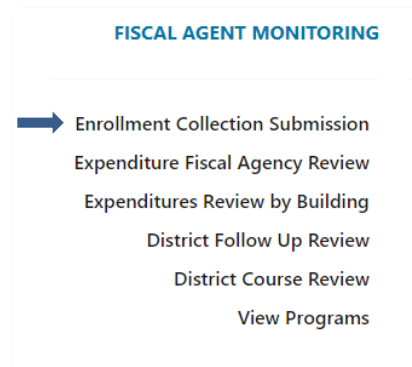 FISCAL AGENT MONITORING
Enrollment Collection Submission
Expenditure Fiscal Agency Review
Expenditures Review by Building
District Follow Up Review
District Course Review
View Programs